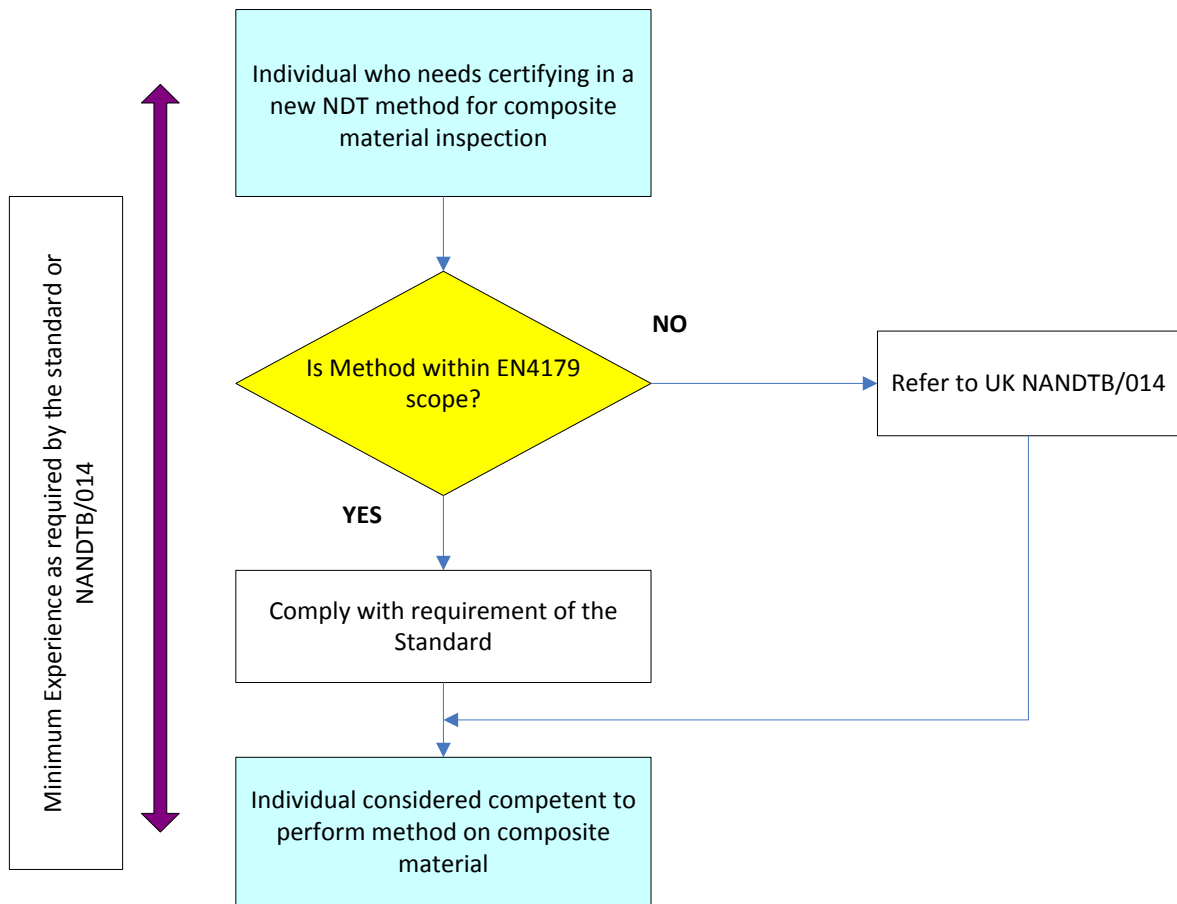 Individual who needs certifying in a
new NDT method for composite
material inspection
Minimum Experience as required by the standard or
NANDTB/014
Is Method within EN4179
scope?
NO
Refer to UK NANDTB/014
YES
Comply with requirement of the
Standard
Individual considered competent to
perform method on composite
material